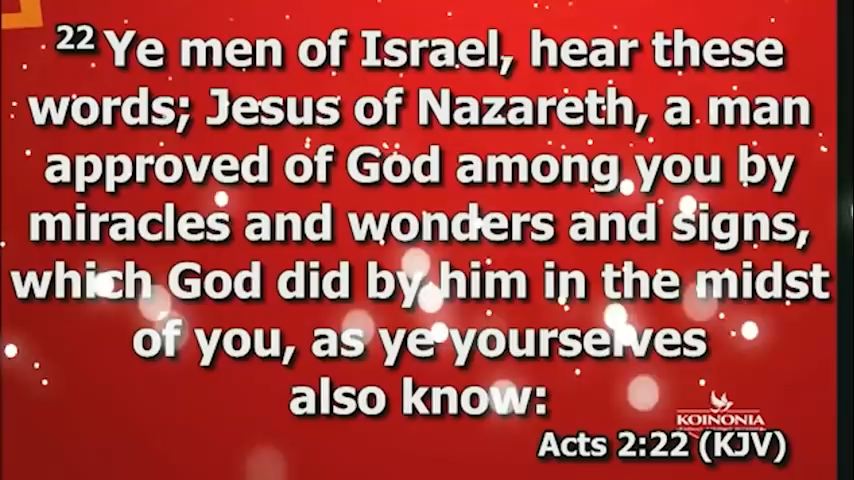 22 Ye men of Israel, hear these
words; Jesus of Nazareth, a man
approved of God among you by
miracles and wonders and signs,
which God did by him in the midst
of you, as ye yourselves
also know:
KOINONIA
Acts 2:22 (KJV)